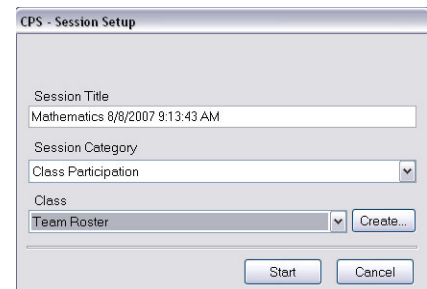 CPS - Session Setup
Session Title
Mathematics 8/8/2007 9:13:43 AM
Session Category
Class Participation
Class
Team Roster
Create...
Start
Cancel